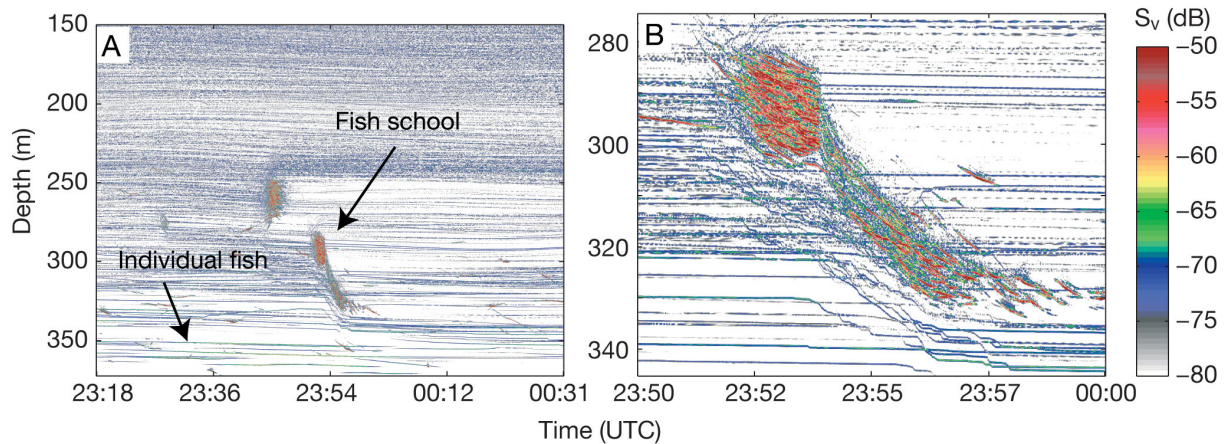 A
B
Sᵥ (dB)
Depth (m)
150
200
250
300
350
Fish school
Individual fish
23:18 23:36 23:54 00:12 00:31
280
300
320
340
23:50 23:52 23:55 23:57 00:00
−50
−55
−60
−65
−70
−75
−80
Time (UTC)